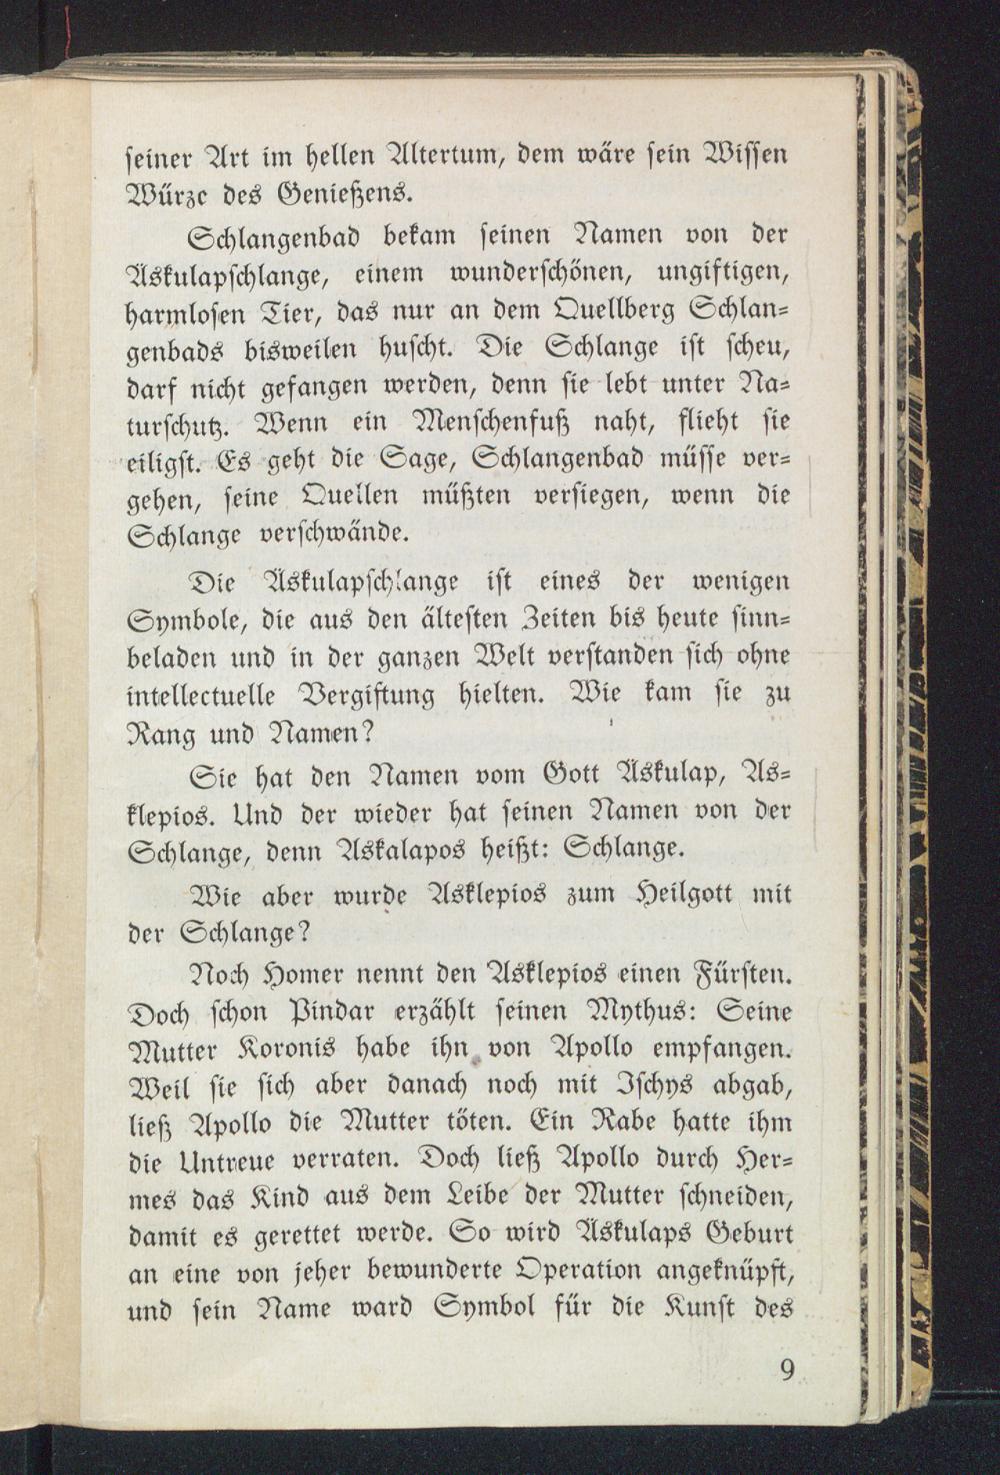 seiner Art im hellen Altertum, dem wäre sein Wissen
Würze des Genießens.
Schlangenbad bekam seinen Namen von der
Äskulapschlange, einem wunderschönen, ungiftigen,
harmlosen Tier, das nur an dem Quellberg Schlan-
genbads bisweilen huscht. Die Schlange ist scheu,
darf nicht gefangen werden, denn sie lebt unter Na-
turschutz. Wenn ein Menschenfuß naht, flieht sie
eiligst. Es geht die Sage, Schlangenbad müsse ver-
gehen, seine Quellen müßten versiegen, wenn die
Schlange verschwände.
Die Äskulapschlange ist eines der wenigen
Symbole, die aus den ältesten Zeiten bis heute sinn-
beladen und in der ganzen Welt verstanden sich ohne
intellectuelle Vergiftung hielten. Wie kam sie zu
Rang und Namen?
Sie hat den Namen vom Gott Äskulap, As-
klepios. Und der wieder hat seinen Namen von der
Schlange, denn Askalapos heißt: Schlange.
Wie aber wurde Asklepios zum Heilgott mit
der Schlange?
Noch Homer nennt den Asklepios einen Fürsten.
Doch schon Pindar erzählt seinen Mythus: Seine
Mutter Koronis habe ihn von Apollo empfangen.
Weil sie sich aber danach noch mit Ischys abgab,
ließ Apollo die Mutter töten. Ein Rabe hatte ihm
die Untreue verraten. Doch ließ Apollo durch Her-
mes das Kind aus dem Leibe der Mutter schneiden,
damit es gerettet werde. So wird Äskulaps Geburt
an eine von jeher bewunderte Operation angeknüpft,
und sein Name ward Symbol für die Kunst des
9